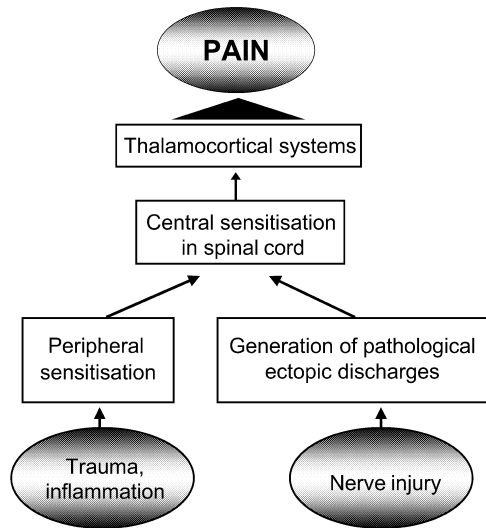 PAIN
Thalamocortical systems
Central sensitisation
in spinal cord
Peripheral
sensitisation
Generation of pathological
ectopic discharges
Trauma,
inflammation
Nerve injury